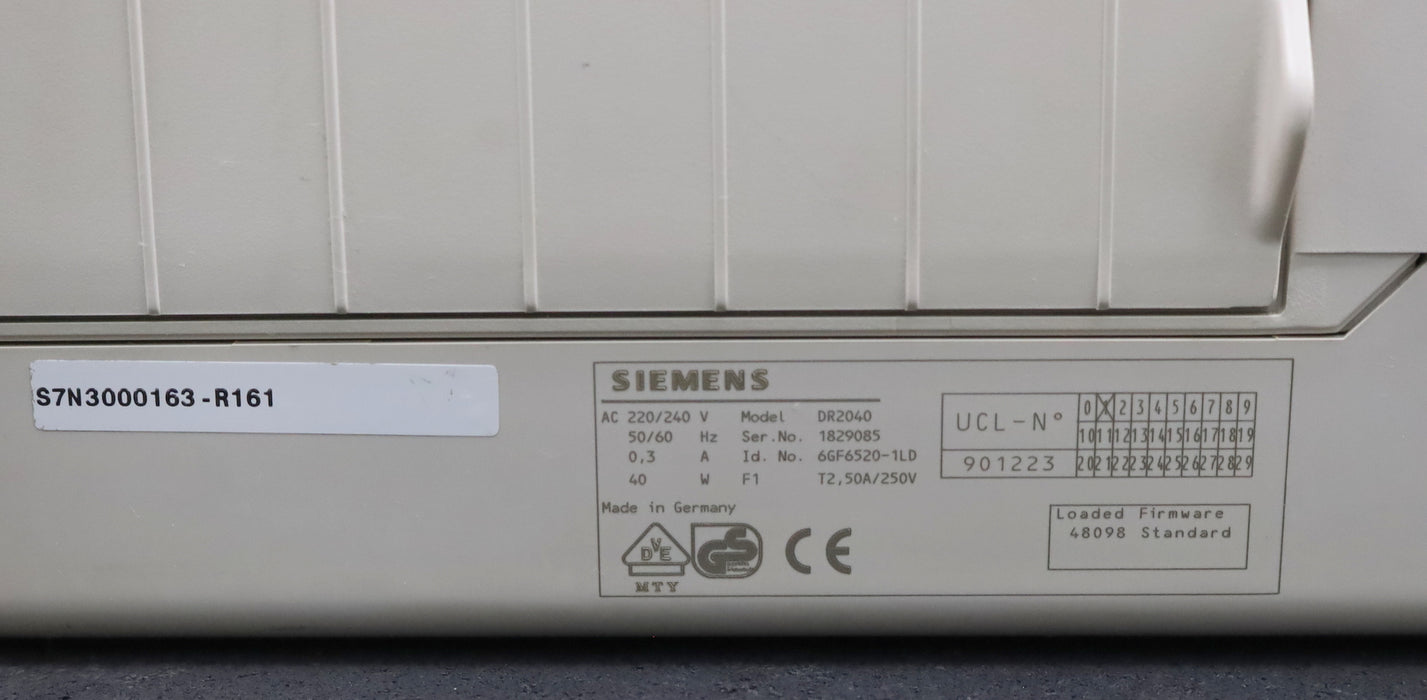 S7N3000163-R161
SIEMENS
AC 220/240 V Model DR2040
50/60 Hz Ser.No. 1829085
0,3 A Id. No. 6GF6520-1LD
40 W F1 T2,50A/250V
Made in Germany
UCL-N°
901223
0 1 2 3 4 5 6 7 8 9
10 11 12 13 14 15 16 17 18 19
20 21 22 23 24 25 26 27 28 29
Loaded Firmware
48098 Standard
DVE
GS
CE
MTY